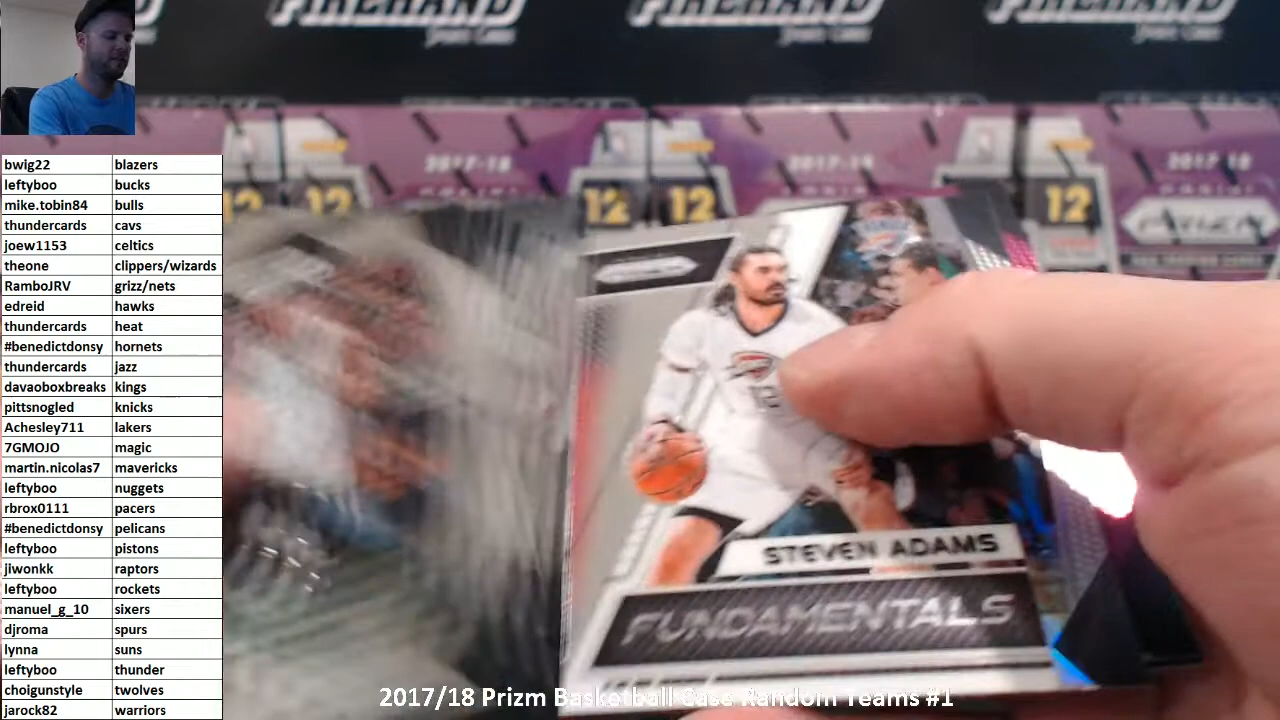 FIREHAND FIREHAND FIREHAND
2017-18 2017-18 2017-18
12 12 12 12 12
PRIZM
bwig22 blazers
leftyboo bucks
mike.tobin84 bulls
thundercards cavs
joew1153 celtics
theone clippers/wizards
RamboJRV grizz/nets
edreid hawks
thundercards heat
#benedictdonsy hornets
thundercards jazz
davaoboxbreaks kings
pittsnogled knicks
Achesley711 lakers
7GMOJO magic
martin.nicolas7 mavericks
leftyboo nuggets
rbrox0111 pacers
#benedictdonsy pelicans
leftyboo pistons
jiwonkk raptors
leftyboo rockets
manuel_g_10 sixers
djroma spurs
lynna suns
leftyboo thunder
choigunstyle twolves
jarock82 warriors
12
STEVEN ADAMS
FUNDAMENTALS
2017/18 Prizm Basketball Case Random Teams #1